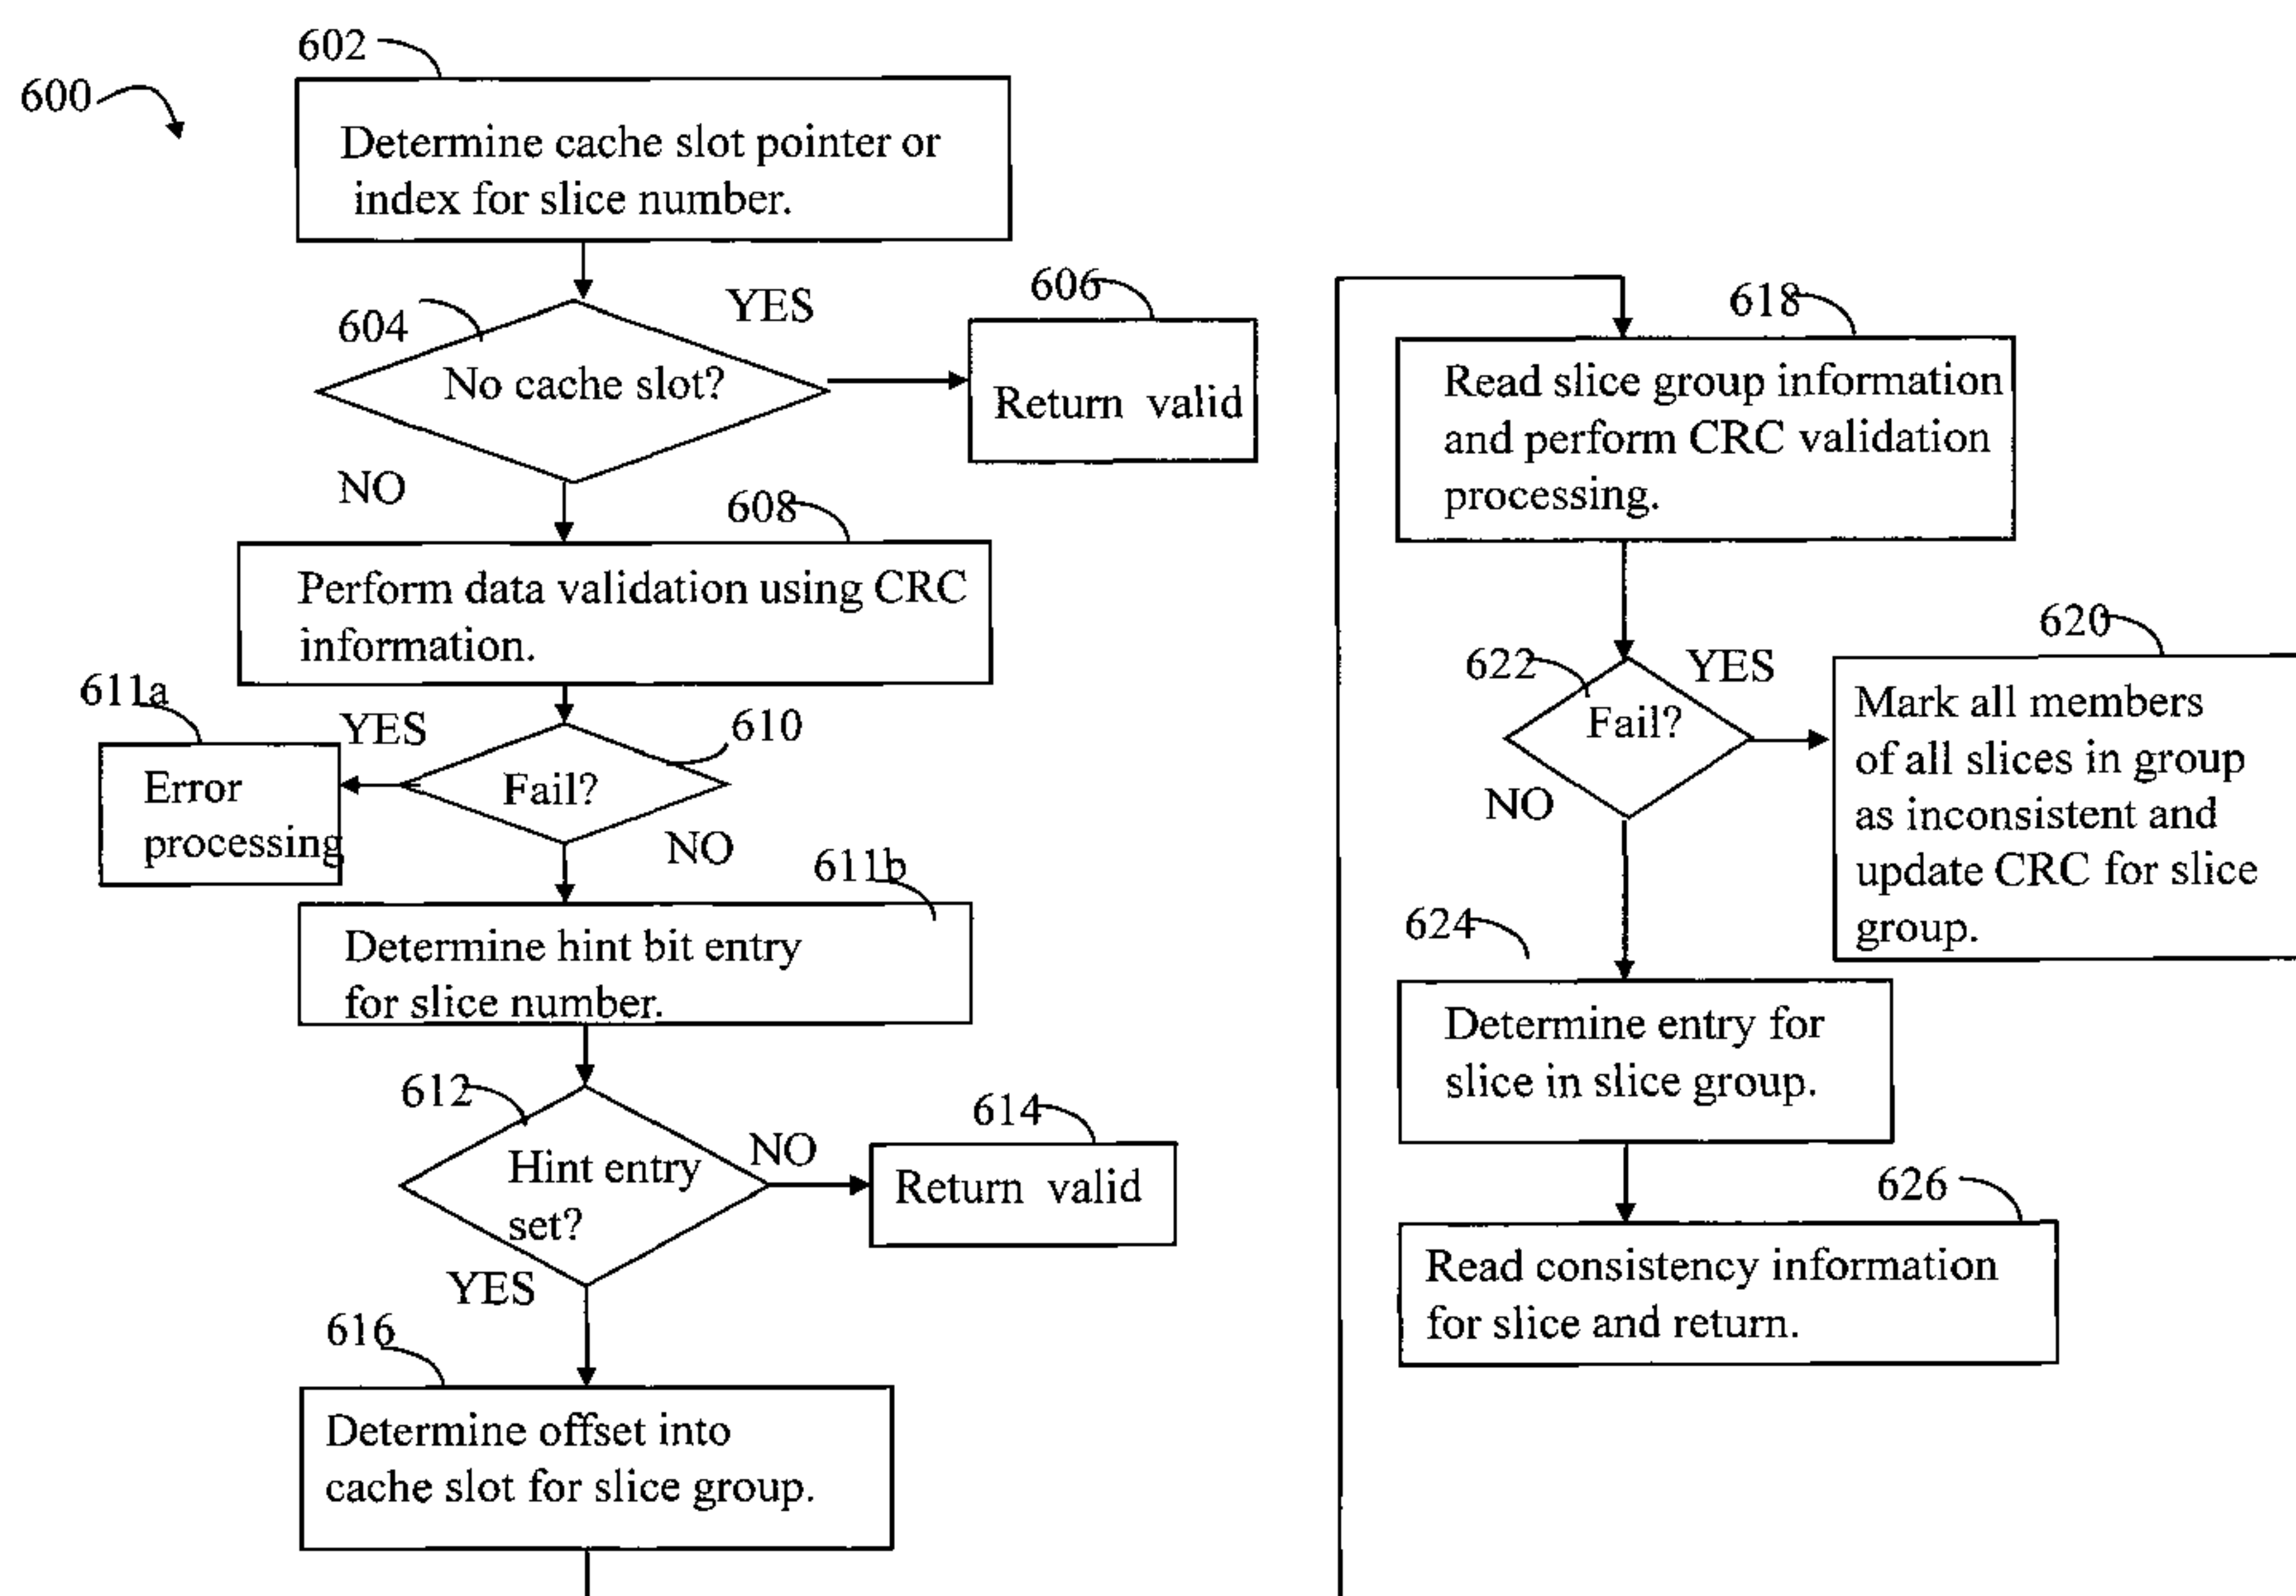 600
602
Determine cache slot pointer or
index for slice number.
604
No cache slot?
YES
606
Return valid
NO
608
Perform data validation using CRC
information.
611a
YES
Error
processing
610
Fail?
NO
611b
Determine hint bit entry
for slice number.
612
Hint entry
set?
NO
614
Return valid
YES
616
Determine offset into
cache slot for slice group.
618
Read slice group information
and perform CRC validation
processing.
622
Fail?
YES
620
Mark all members
of all slices in group
as inconsistent and
update CRC for slice
group.
NO
624
Determine entry for
slice in slice group.
626
Read consistency information
for slice and return.